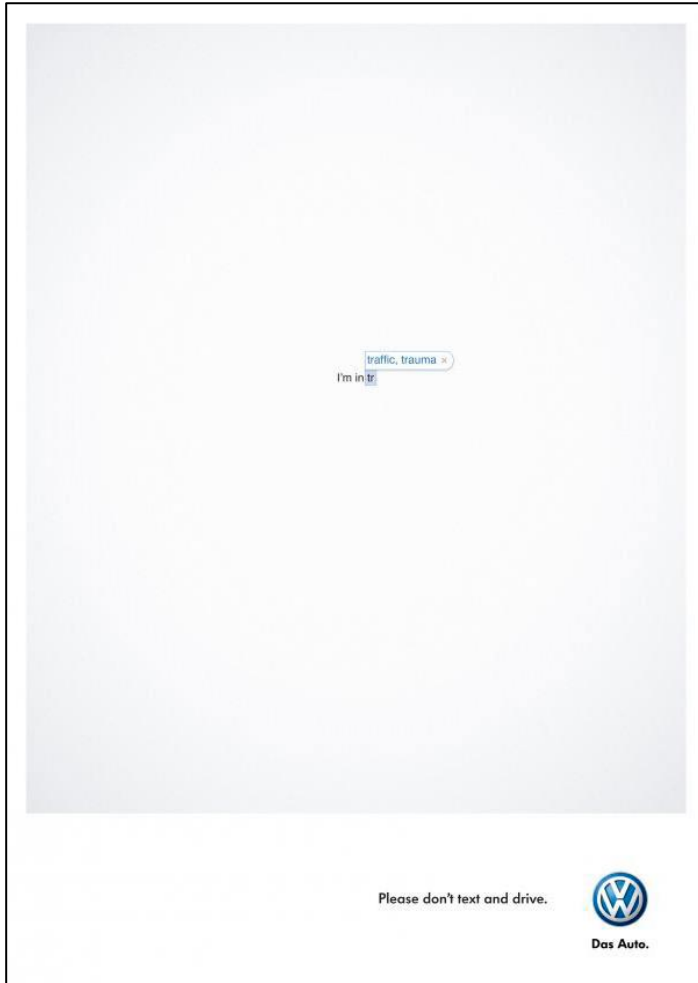 traffic, trauma ×
I'm in tr
Please don't text and drive.
Das Auto.